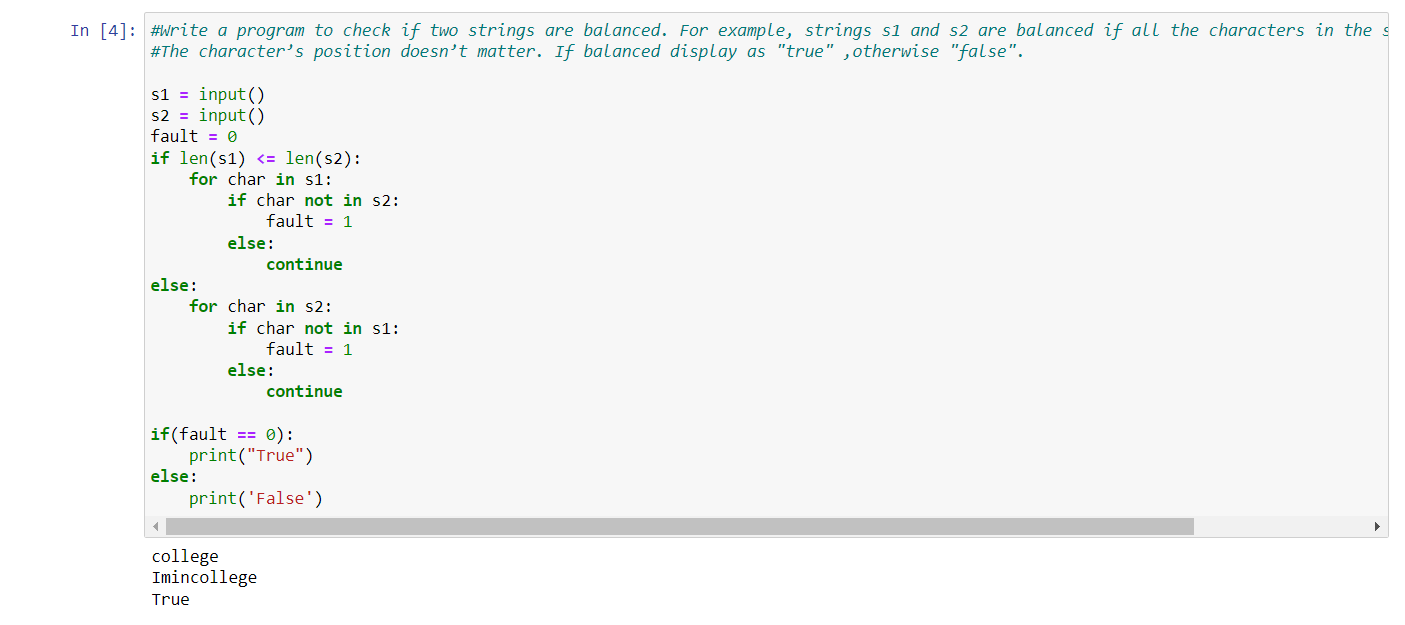 In [4]:
#Write a program to check if two strings are balanced. For example, strings s1 and s2 are balanced if all the characters in the
#The character’s position doesn’t matter. If balanced display as "true" ,otherwise "false".
s1 = input()
s2 = input()
fault = 0
if len(s1) <= len(s2):
    for char in s1:
        if char not in s2:
            fault = 1
        else:
            continue
else:
    for char in s2:
        if char not in s1:
            fault = 1
        else:
            continue
if(fault == 0):
    print("True")
else:
    print('False')
college
Imincollege
True